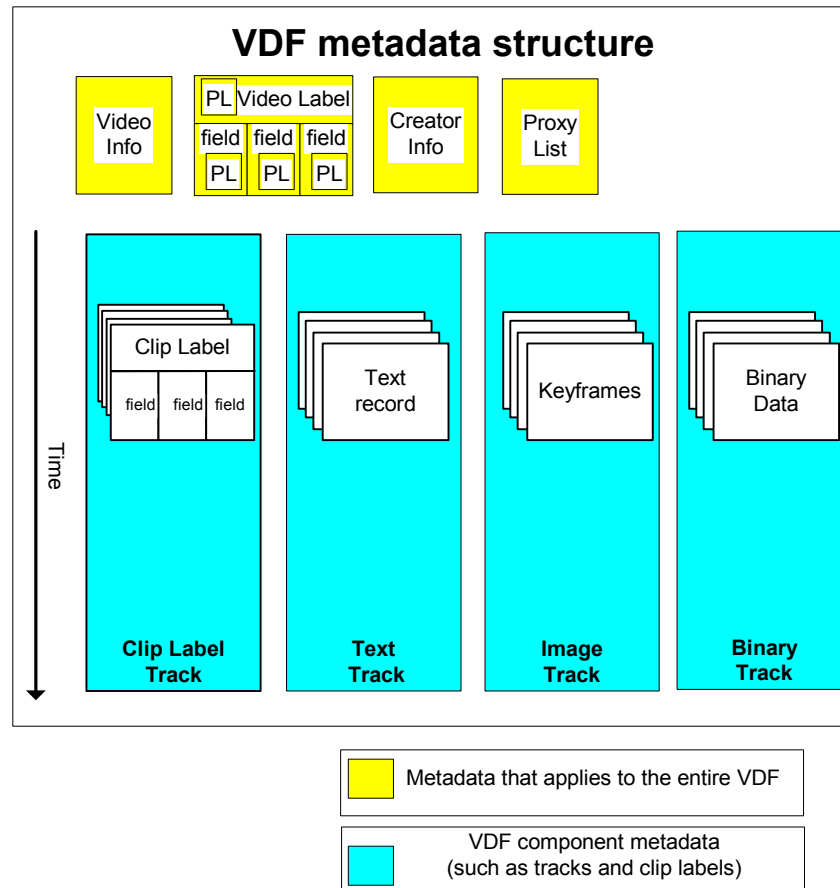 VDF metadata structure
Video
Info
PL Video Label
field field field
PL PL PL
Creator
Info
Proxy
List
Time
Clip Label
field field field
Clip Label
Track
Text
record
Text
Track
Keyframes
Image
Track
Binary
Data
Binary
Track
Metadata that applies to the entire VDF
VDF component metadata
(such as tracks and clip labels)